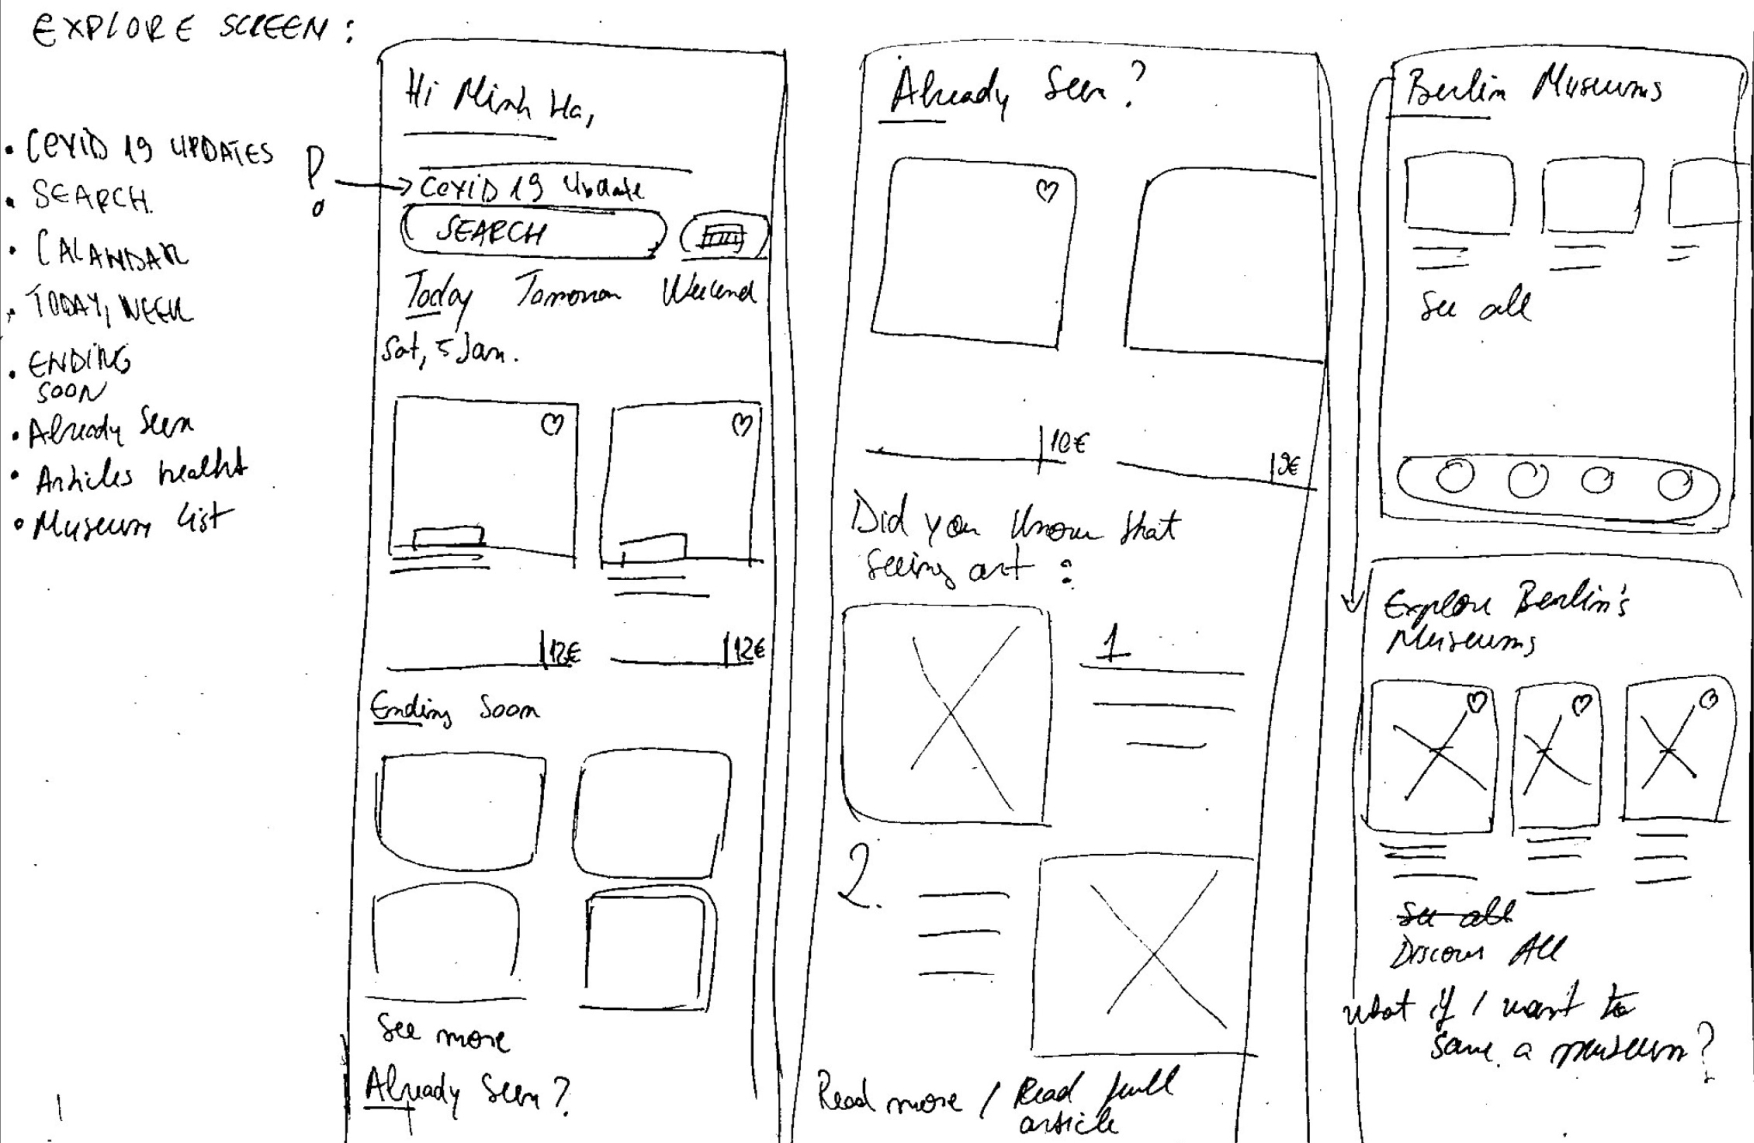 EXPLORE SCREEN:
• COVID 19 UPDATES
• SEARCH
• CALANDAR
• TODAY, WEEK
• ENDING
SOON
• Already Seen
• Articles healht
• Museum list
Hi Minh Ha,
Covid 19 Update
SEARCH
Today Tomorrow Weekend
Sat, 5 Jan.
12€ 12€
Ending Soon
See more
Already Seen?
Already Seen?
10€ 9€
Did you know that
seeing art :
1
2.
Read more / Read full
article
Berlin Museums
See all
Explore Berlin's
Museums
See all
Discover All
what if I want to
save a museum?